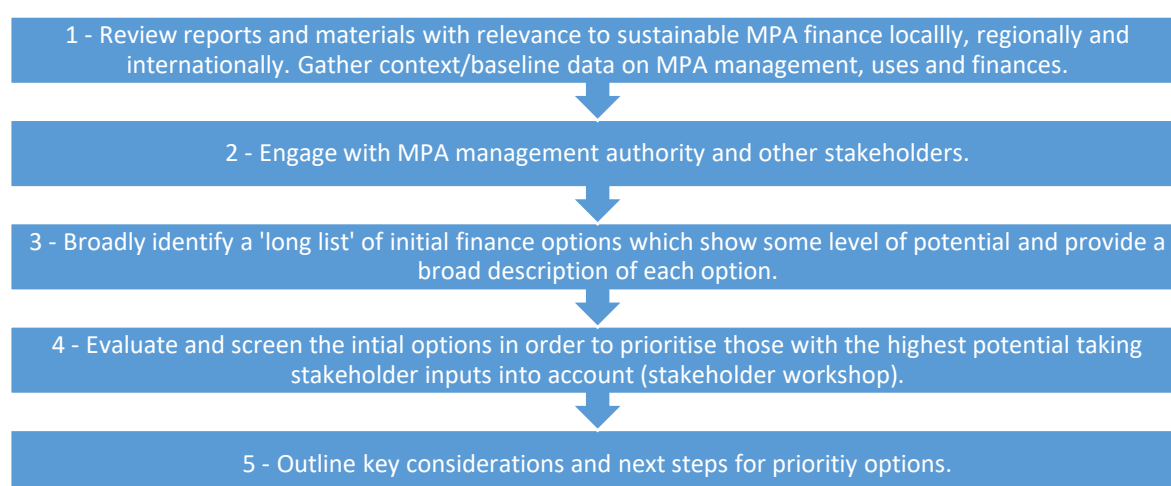 1 - Review reports and materials with relevance to sustainable MPA finance locallly, regionally and
internationally. Gather context/baseline data on MPA management, uses and finances.
2 - Engage with MPA management authority and other stakeholders.
3 - Broadly identify a 'long list' of initial finance options which show some level of potential and provide a
broad description of each option.
4 - Evaluate and screen the intial options in order to prioritise those with the highest potential taking
stakeholder inputs into account (stakeholder workshop).
5 - Outline key considerations and next steps for prioritiy options.